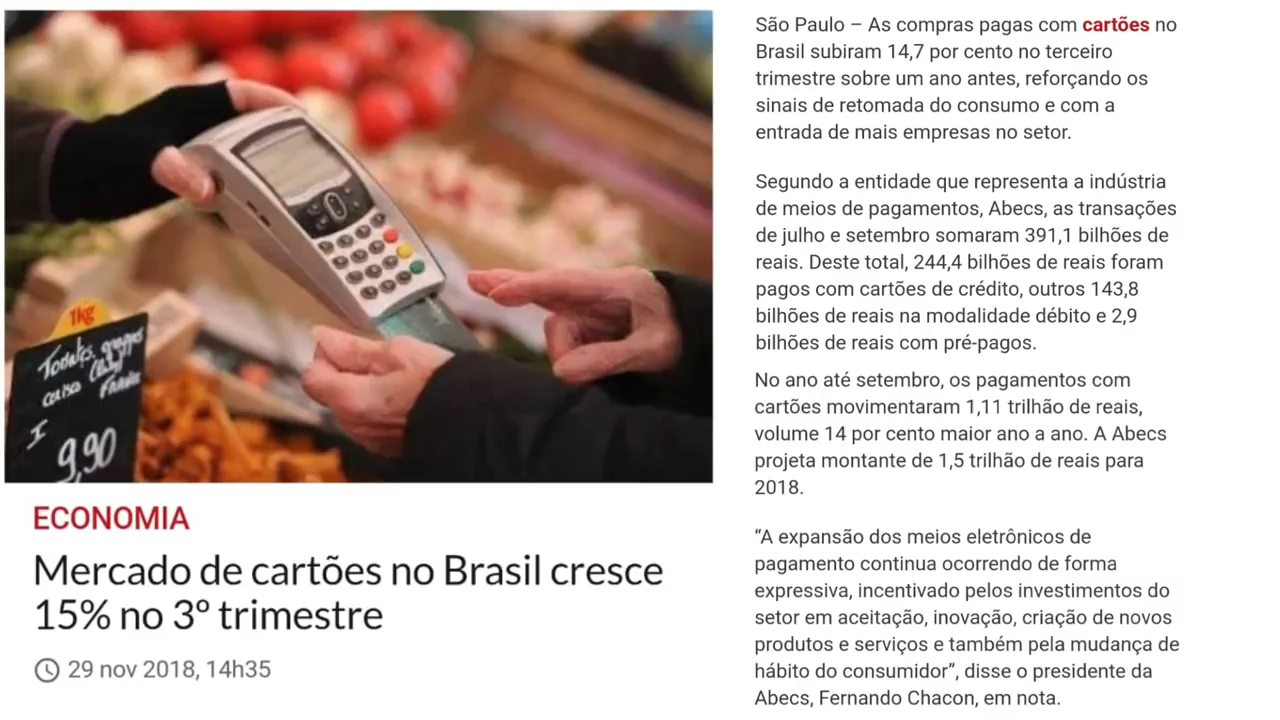 1kg
9,90
ECONOMIA
Mercado de cartões no Brasil cresce
15% no 3º trimestre
29 nov 2018, 14h35
São Paulo – As compras pagas com cartões no
Brasil subiram 14,7 por cento no terceiro
trimestre sobre um ano antes, reforçando os
sinais de retomada do consumo e com a
entrada de mais empresas no setor.
Segundo a entidade que representa a indústria
de meios de pagamentos, Abecs, as transações
de julho e setembro somaram 391,1 bilhões de
reais. Deste total, 244,4 bilhões de reais foram
pagos com cartões de crédito, outros 143,8
bilhões de reais na modalidade débito e 2,9
bilhões de reais com pré-pagos.
No ano até setembro, os pagamentos com
cartões movimentaram 1,11 trilhão de reais,
volume 14 por cento maior ano a ano. A Abecs
projeta montante de 1,5 trilhão de reais para
2018.
“A expansão dos meios eletrônicos de
pagamento continua ocorrendo de forma
expressiva, incentivado pelos investimentos do
setor em aceitação, inovação, criação de novos
produtos e serviços e também pela mudança de
hábito do consumidor”, disse o presidente da
Abecs, Fernando Chacon, em nota.